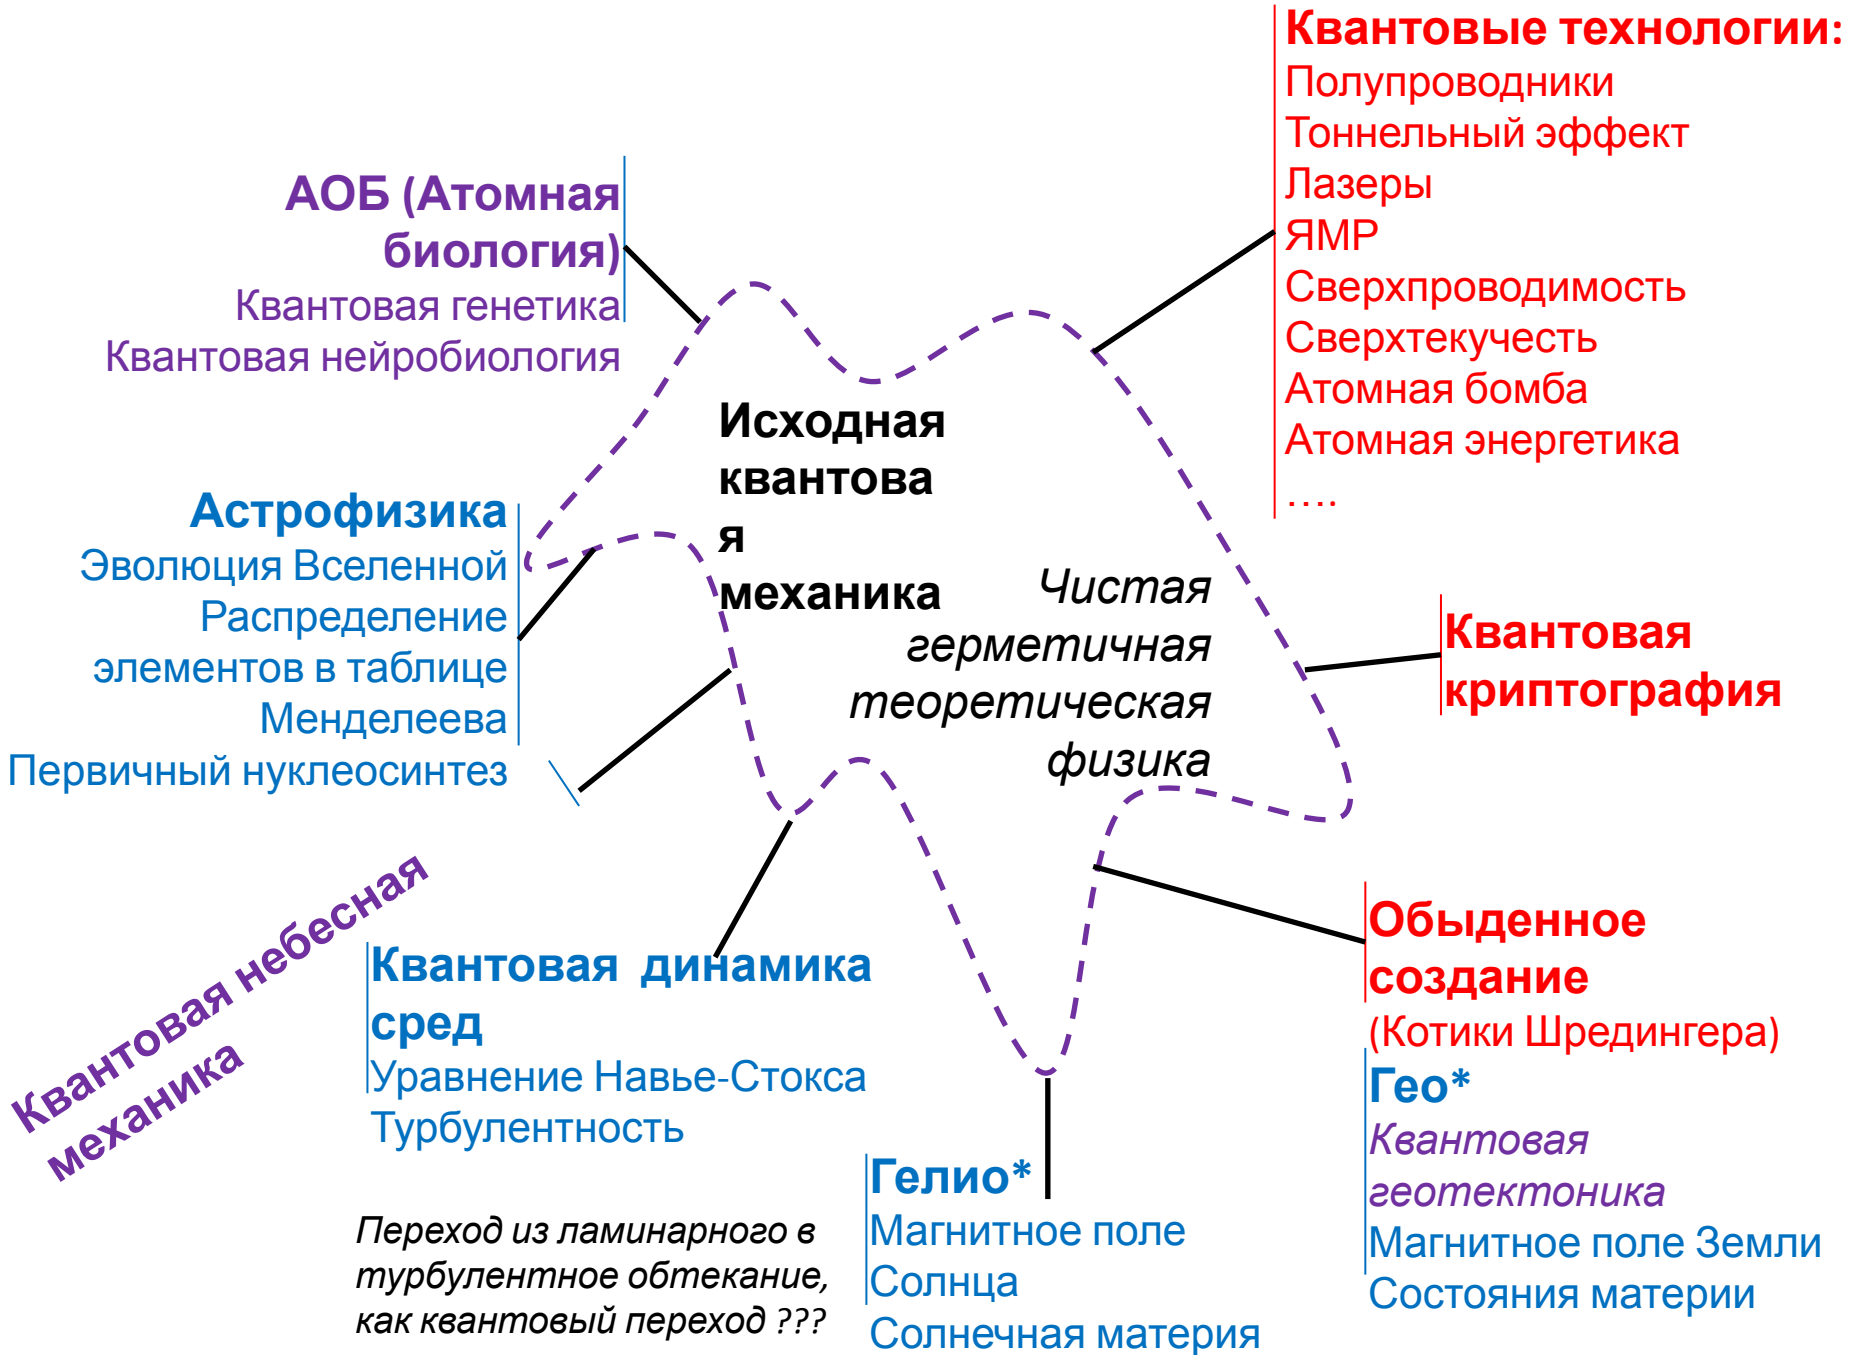 Квантовые технологии:
Полупроводники
Тоннельный эффект
Лазеры
ЯМР
Сверхпроводимость
Сверхтекучесть
Атомная бомба
Атомная энергетика
….
АОБ (Атомная
биология)
Квантовая генетика
Квантовая нейробиология
Исходная
квантова
я
механика
Чистая
герметичная
теоретическая
физика
Астрофизика
Эволюция Вселенной
Распределение
элементов в таблице
Менделеева
Первичный нуклеосинтез
Квантовая
криптография
Квантовая небесная
механика
Квантовая динамика
сред
Уравнение Навье-Стокса
Турбулентность
Переход из ламинарного в
турбулентное обтекание,
как квантовый переход ???
Гелио*
Магнитное поле
Солнца
Солнечная материя
Обыденное
создание
(Котики Шредингера)
Гео*
Квантовая
геотектоника
Магнитное поле Земли
Состояния материи